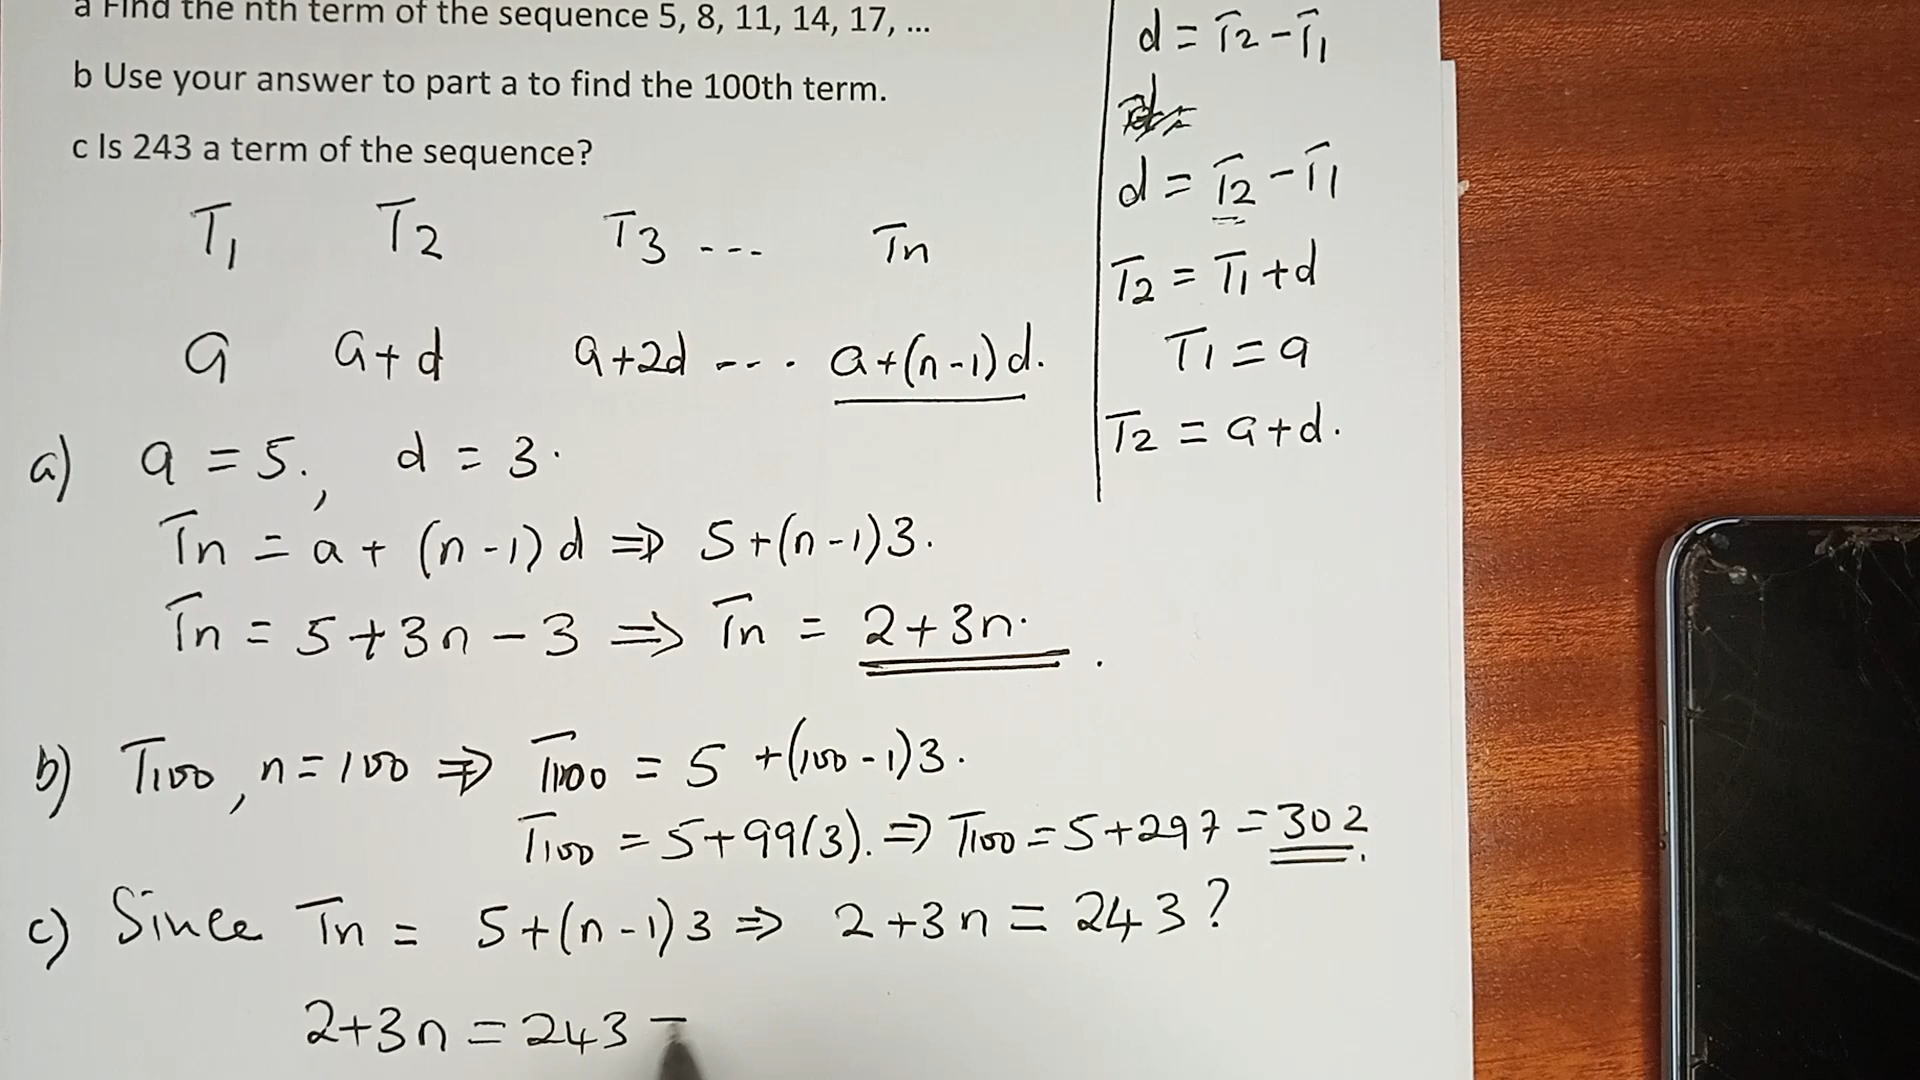 a Find the nth term of the sequence 5, 8, 11, 14, 17, ...
b Use your answer to part a to find the 100th term.
c Is 243 a term of the sequence?
T1 T2 T3 --- Tn
a a+d a+2d --- . a+(n-1)d.
a) a = 5., d = 3.
Tn = a + (n-1)d ⇒ 5+(n-1)3.
Tn = 5+3n-3 ⇒ Tn = 2+3n.
b) T100, n=100 ⇒ T100 = 5 +(100-1)3.
T100 = 5+99(3). ⇒ T100 = 5+297 = 302.
c) Since Tn = 5+(n-1)3 ⇒ 2+3n = 243?
2+3n = 243
d = T2-T1
d = T2-T1
T2 = T1+d
T1 = a
T2 = a+d.